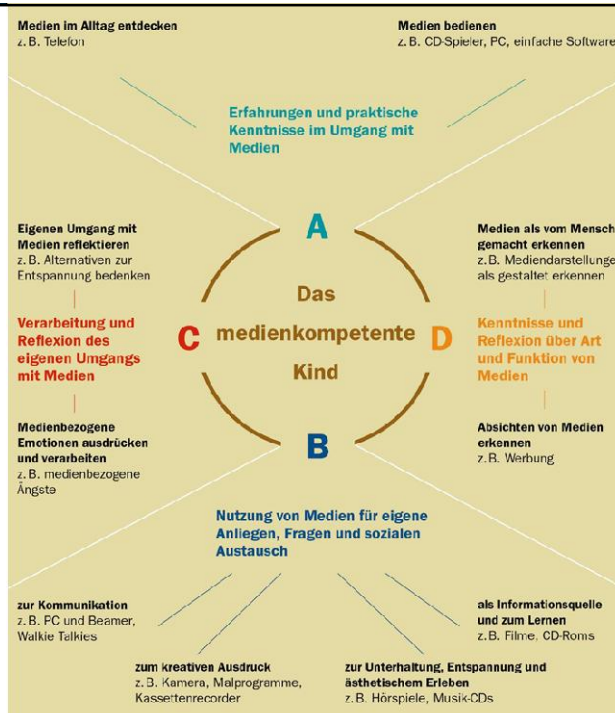 Medien im Alltag entdecken
z. B. Telefon
Medien bedienen
z. B. CD-Spieler, PC, einfache Software
Erfahrungen und praktische
Kenntnisse im Umgang mit
Medien
A
Eigenen Umgang mit
Medien reflektieren
z. B. Alternativen zur
Entspannung bedenken
Verarbeitung und
Reflexion des
eigenen Umgangs
mit Medien
Medienbezogene
Emotionen ausdrücken
und verarbeiten
z. B. medienbezogene
Ängste
C
Das
medienkompetente
Kind
D
Medien als vom Mensch
gemacht erkennen
z. B. Mediendarstellunge
als gestaltet erkennen
Kenntnisse und
Reflexion über Art
und Funktion von
Medien
Absichten von Medien
erkennen
z. B. Werbung
B
Nutzung von Medien für eigene
Anliegen, Fragen und sozialen
Austausch
zur Kommunikation
z. B. PC und Beamer,
Walkie Talkies
zum kreativen Ausdruck
z. B. Kamera, Malprogramme,
Kassettenrecorder
zur Unterhaltung, Entspannung und
ästhetischem Erleben
z. B. Hörspiele, Musik-CDs
als Informationsquelle
und zum Lernen
z. B. Filme, CD-Roms